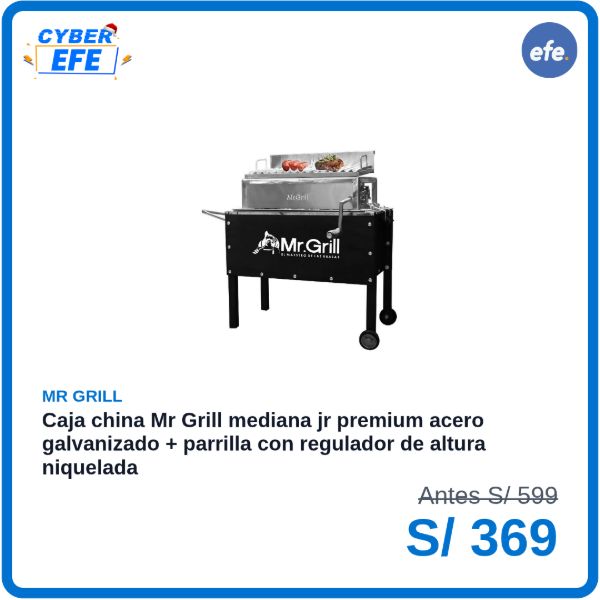 CYBER
EFE
efe.
Mr.Grill
Mr.Grill
EL MAESTRO DE LAS BRASAS
MR GRILL
Caja china Mr Grill mediana jr premium acero
galvanizado + parrilla con regulador de altura
niquelada
Antes S/ 599
S/ 369